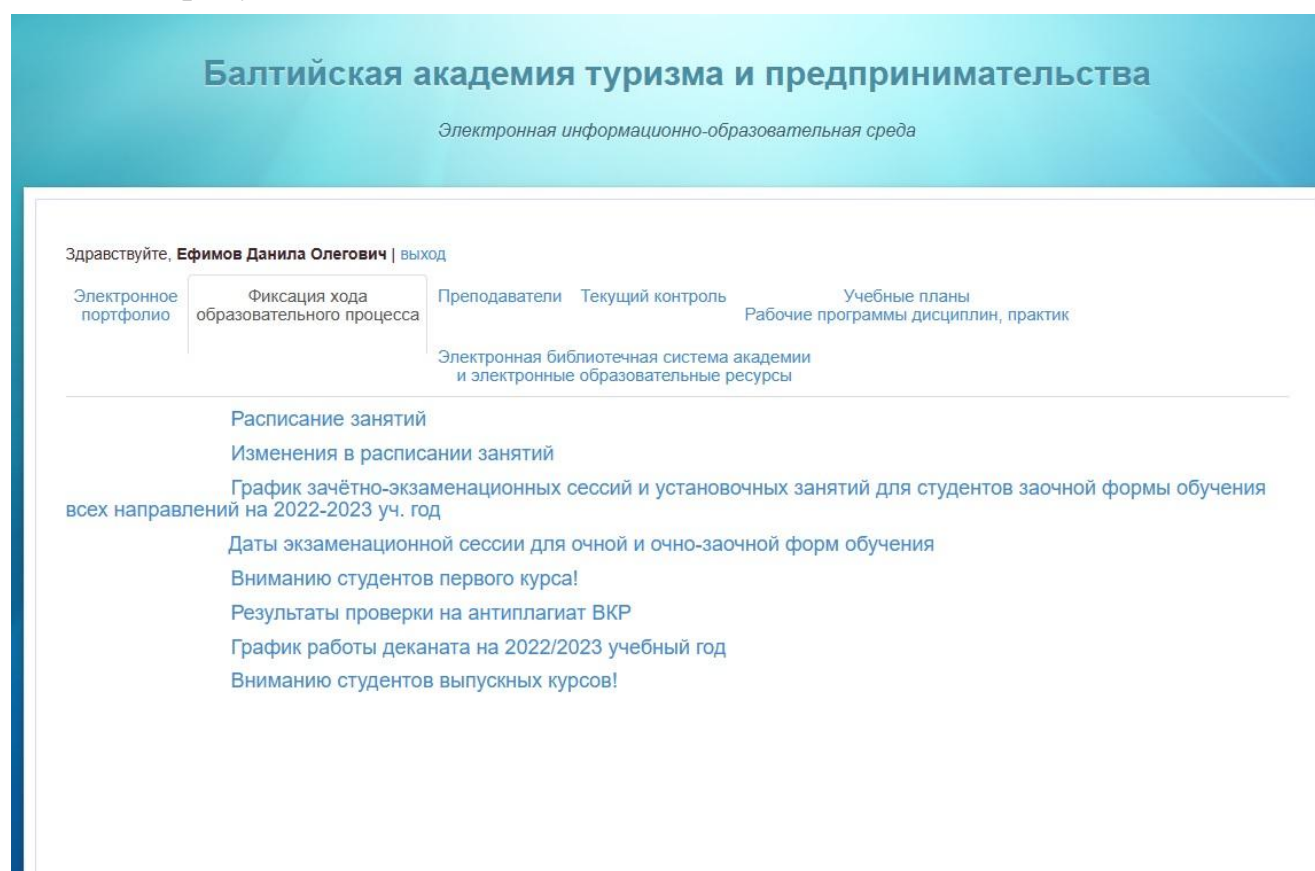 Балтийская академия туризма и предпринимательства
Электронная информационно-образовательная среда
Здравствуйте, Ефимов Данила Олегович | выход
Электронное
портфолио
Фиксация хода
образовательного процесса
Преподаватели
Текущий контроль
Учебные планы
Рабочие программы дисциплин, практик
Электронная библиотечная система академии
и электронные образовательные ресурсы
Расписание занятий
Изменения в расписании занятий
График зачётно-экзаменационных сессий и установочных занятий для студентов заочной формы обучения
всех направлений на 2022-2023 уч. год
Даты экзаменационной сессии для очной и очно-заочной форм обучения
Вниманию студентов первого курса!
Результаты проверки на антиплагиат ВКР
График работы деканата на 2022/2023 учебный год
Вниманию студентов выпускных курсов!